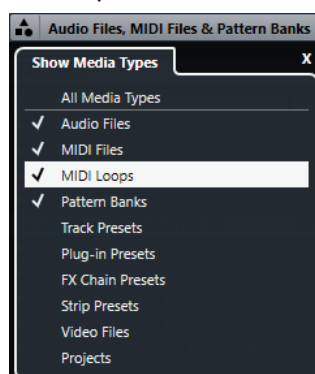 Audio Files, MIDI Files & Pattern Banks
Show Media Types X
All Media Types
Audio Files
MIDI Files
MIDI Loops
Pattern Banks
Track Presets
Plug-in Presets
FX Chain Presets
Strip Presets
Video Files
Projects